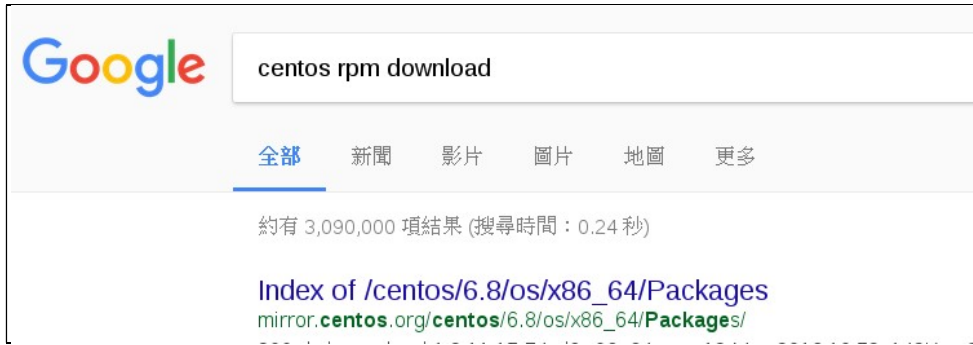 Google
centos rpm download
全部 新聞 影片 圖片 地圖 更多
約有 3,090,000 項結果 (搜尋時間：0.24 秒)
Index of /centos/6.8/os/x86_64/Packages
mirror.centos.org/centos/6.8/os/x86_64/Packages/